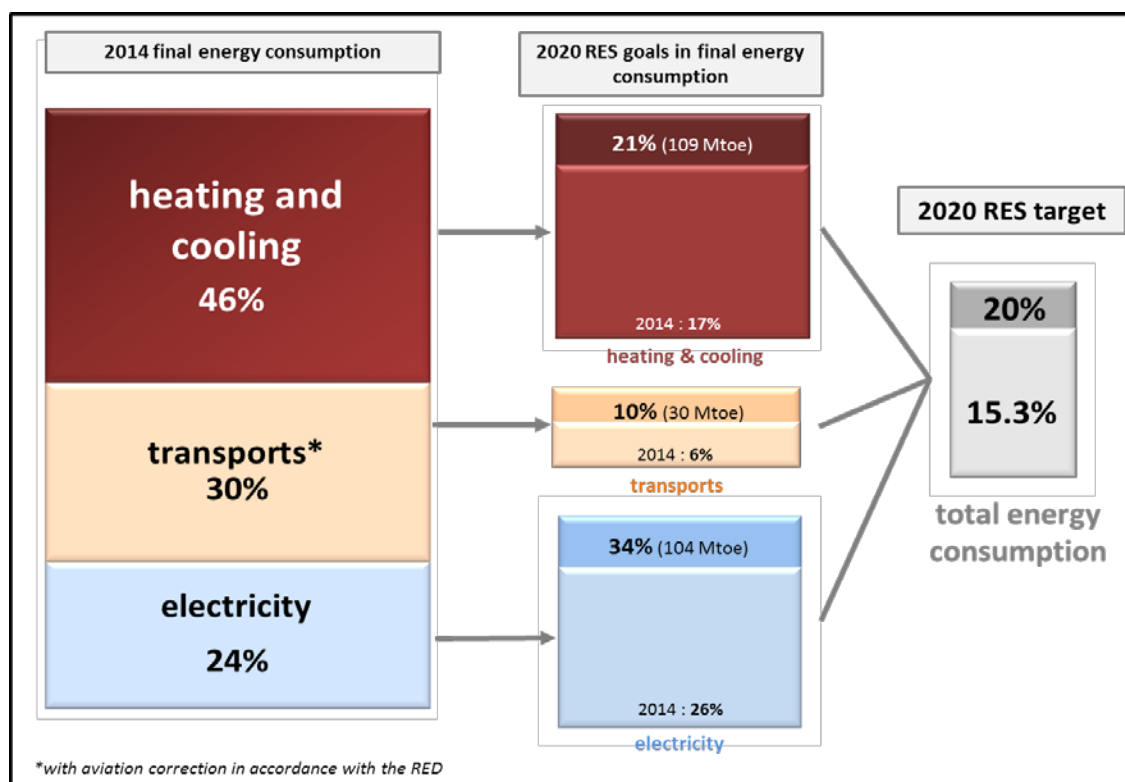 2014 final energy consumption
heating and
cooling
46%
transports*
30%
electricity
24%
*with aviation correction in accordance with the RED
2020 RES goals in final energy
consumption
21% (109 Mtoe)
2014 : 17%
heating & cooling
10% (30 Mtoe)
2014 : 6%
transports
34% (104 Mtoe)
2014 : 26%
electricity
2020 RES target
20%
15.3%
total energy
consumption